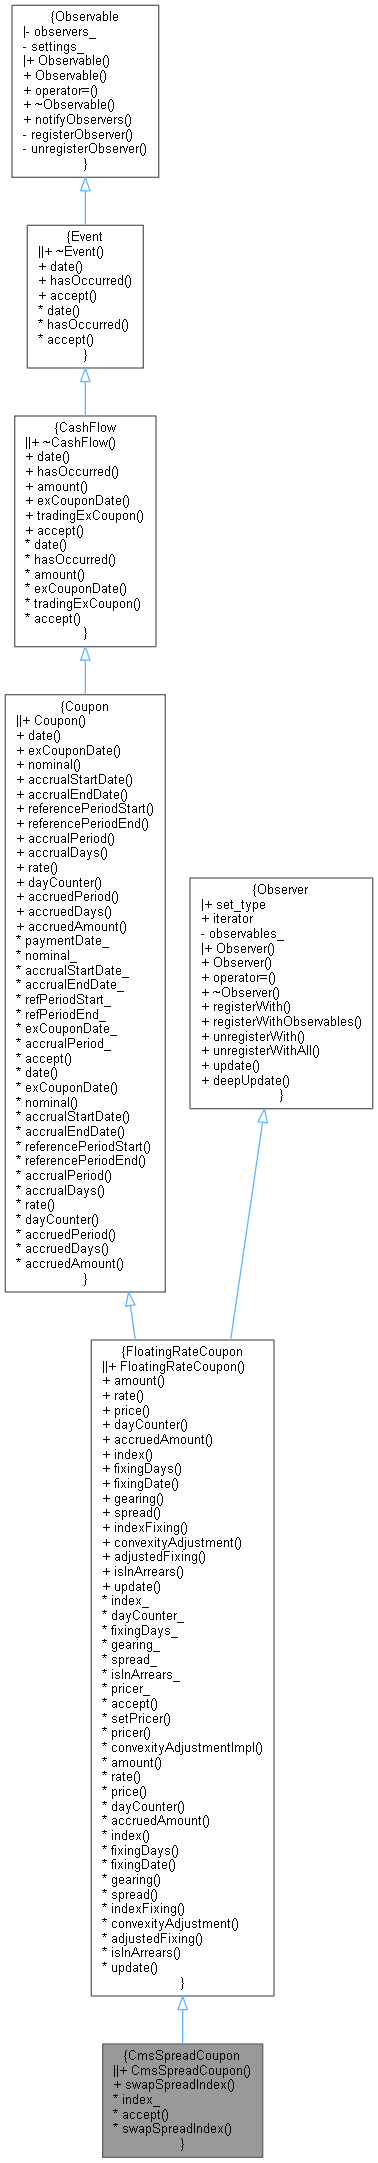 {Observable
|- observers_
- settings_
|+ Observable()
+ Observable()
+ operator=()
+ ~Observable()
+ notifyObservers()
- registerObserver()
- unregisterObserver()
}
{Event
||+ ~Event()
+ date()
+ hasOccurred()
+ accept()
* date()
* hasOccurred()
* accept()
}
{CashFlow
||+ ~CashFlow()
+ date()
+ hasOccurred()
+ amount()
+ exCouponDate()
+ tradingExCoupon()
+ accept()
* date()
* hasOccurred()
* amount()
* exCouponDate()
* tradingExCoupon()
* accept()
}
{Coupon
||+ Coupon()
+ date()
+ exCouponDate()
+ nominal()
+ accrualStartDate()
+ accrualEndDate()
+ referencePeriodStart()
+ referencePeriodEnd()
+ accrualPeriod()
+ accrualDays()
+ rate()
+ dayCounter()
+ accruedPeriod()
+ accruedDays()
+ accruedAmount()
* paymentDate_
* nominal_
* accrualStartDate_
* accrualEndDate_
* refPeriodStart_
* refPeriodEnd_
* exCouponDate_
* accrualPeriod_
* accept()
* date()
* exCouponDate()
* nominal()
* accrualStartDate()
* accrualEndDate()
* referencePeriodStart()
* referencePeriodEnd()
* accrualPeriod()
* accrualDays()
* rate()
* dayCounter()
* accruedPeriod()
* accruedDays()
* accruedAmount()
}
{Observer
|+ set_type
+ iterator
- observables_
|+ Observer()
+ Observer()
+ operator=()
+ ~Observer()
+ registerWith()
+ registerWithObservables()
+ unregisterWith()
+ unregisterWithAll()
+ update()
+ deepUpdate()
}
{FloatingRateCoupon
||+ FloatingRateCoupon()
+ amount()
+ rate()
+ price()
+ dayCounter()
+ accruedAmount()
+ index()
+ fixingDays()
+ fixingDate()
+ gearing()
+ spread()
+ indexFixing()
+ convexityAdjustment()
+ adjustedFixing()
+ isInArrears()
+ update()
* index_
* dayCounter_
* fixingDays_
* gearing_
* spread_
* isInArrears_
* pricer_
* accept()
* setPricer()
* pricer()
* convexityAdjustmentImpl()
* amount()
* rate()
* price()
* dayCounter()
* accruedAmount()
* index()
* fixingDays()
* fixingDate()
* gearing()
* spread()
* indexFixing()
* convexityAdjustment()
* adjustedFixing()
* isInArrears()
* update()
}
{CmsSpreadCoupon
||+ CmsSpreadCoupon()
+ swapSpreadIndex()
* index_
* accept()
* swapSpreadIndex()
}